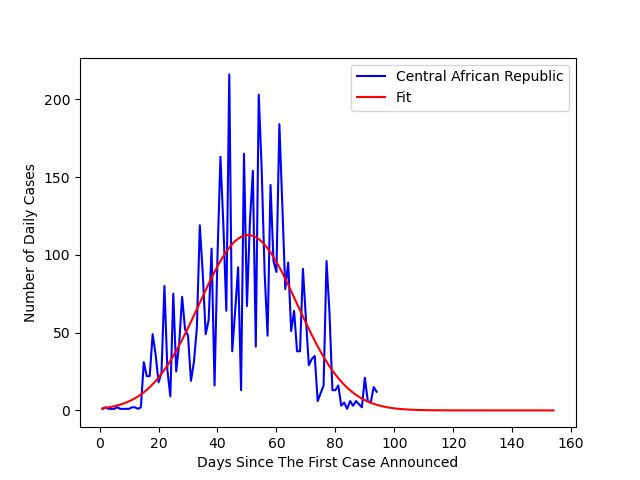 Central African Republic
Fit
200
150
100
50
0
Number of Daily Cases
0 20 40 60 80 100 120 140 160
Days Since The First Case Announced